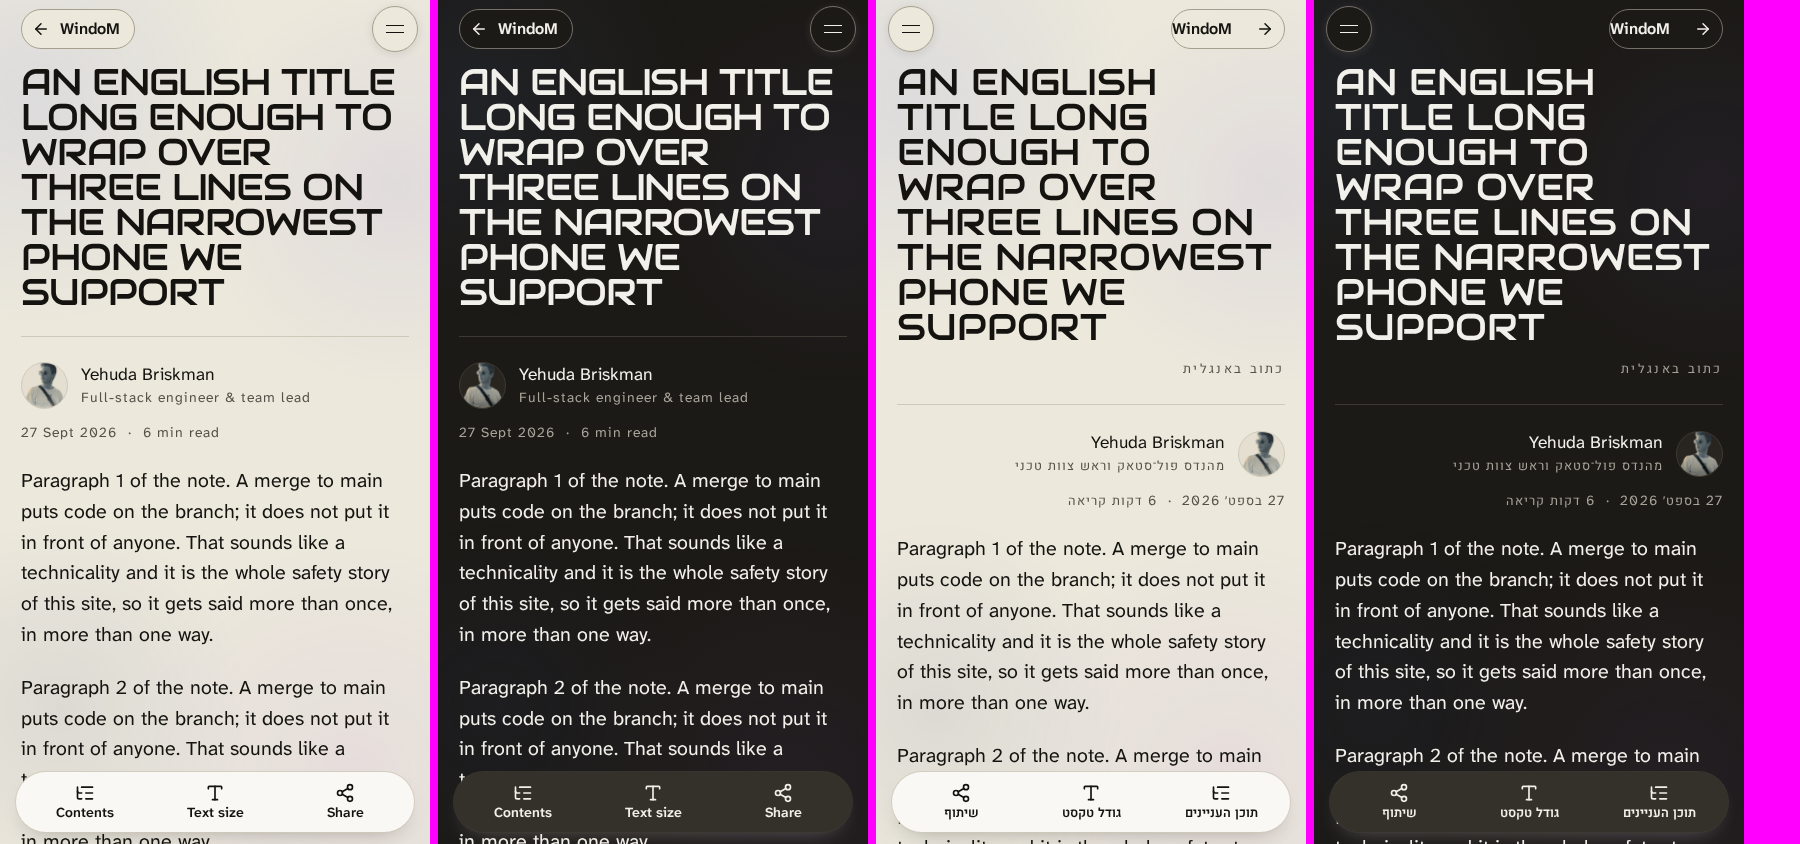 WindoM
AN ENGLISH TITLE
LONG ENOUGH TO
WRAP OVER
THREE LINES ON
THE NARROWEST
PHONE WE
SUPPORT
Yehuda Briskman
Full-stack engineer & team lead
27 Sept 2026 · 6 min read
Paragraph 1 of the note. A merge to main
puts code on the branch; it does not put it
in front of anyone. That sounds like a
technicality and it is the whole safety story
of this site, so it gets said more than once,
in more than one way.
Paragraph 2 of the note. A merge to main
puts code on the branch; it does not put it
in front of anyone. That sounds like a
Contents
Text size
Share
in more than one way.
WindoM
AN ENGLISH TITLE
LONG ENOUGH TO
WRAP OVER
THREE LINES ON
THE NARROWEST
PHONE WE
SUPPORT
Yehuda Briskman
Full-stack engineer & team lead
27 Sept 2026 · 6 min read
Paragraph 1 of the note. A merge to main
puts code on the branch; it does not put it
in front of anyone. That sounds like a
technicality and it is the whole safety story
of this site, so it gets said more than once,
in more than one way.
Paragraph 2 of the note. A merge to main
puts code on the branch; it does not put it
in front of anyone. That sounds like a
Contents
Text size
Share
in more than one way.
WindoM
AN ENGLISH
TITLE LONG
ENOUGH TO
WRAP OVER
THREE LINES ON
THE NARROWEST
PHONE WE
SUPPORT
כתוב באנגלית
Yehuda Briskman
מהנדס פול־סטאק וראש צוות טכני
27 בספט׳ 2026 · 6 דקות קריאה
Paragraph 1 of the note. A merge to main
puts code on the branch; it does not put it
in front of anyone. That sounds like a
technicality and it is the whole safety story
of this site, so it gets said more than once,
in more than one way.
Paragraph 2 of the note. A merge to main
תוכן העניינים
גודל טקסט
שיתוף
WindoM
AN ENGLISH
TITLE LONG
ENOUGH TO
WRAP OVER
THREE LINES ON
THE NARROWEST
PHONE WE
SUPPORT
כתוב באנגלית
Yehuda Briskman
מהנדס פול־סטאק וראש צוות טכני
27 בספט׳ 2026 · 6 דקות קריאה
Paragraph 1 of the note. A merge to main
puts code on the branch; it does not put it
in front of anyone. That sounds like a
technicality and it is the whole safety story
of this site, so it gets said more than once,
in more than one way.
Paragraph 2 of the note. A merge to main
תוכן העניינים
גודל טקסט
שיתוף